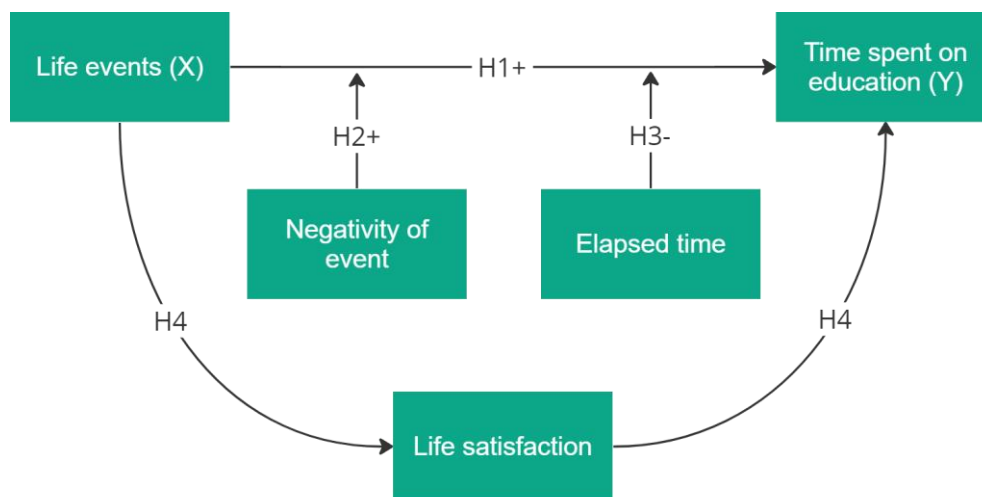 Life events (X)
H1+
Time spent on
education (Y)
H2+
H3-
Negativity of
event
Elapsed time
H4
H4
Life satisfaction